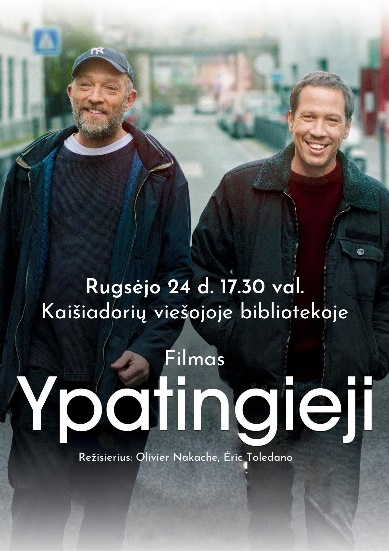 Rugsėjo 24 d. 17.30 val.
Kaišiadorių viešojoje bibliotekoje
Filmas
Ypatingieji
Režisierius: Olivier Nakache, Éric Toledano